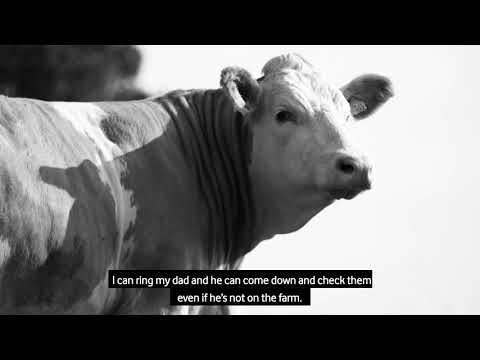 I can ring my dad and he can come down and check them
even if he's not on the farm.